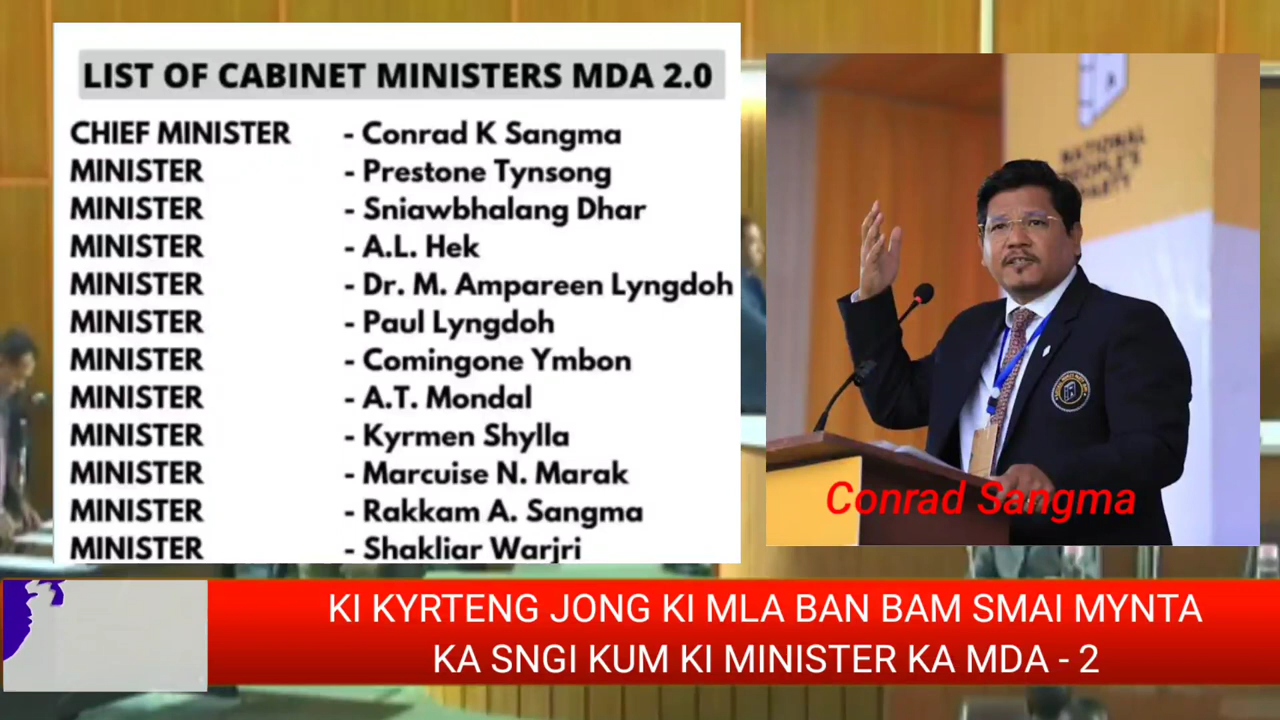 LIST OF CABINET MINISTERS MDA 2.0
CHIEF MINISTER - Conrad K Sangma
MINISTER - Prestone Tynsong
MINISTER - Sniawbhalang Dhar
MINISTER - A.L. Hek
MINISTER - Dr. M. Ampareen Lyngdoh
MINISTER - Paul Lyngdoh
MINISTER - Comingone Ymbon
MINISTER - A.T. Mondal
MINISTER - Kyrmen Shylla
MINISTER - Marcuise N. Marak
MINISTER - Rakkam A. Sangma
MINISTER - Shakliar Warjri
NATIONAL
PEOPLE'S
PARTY
Conrad Sangma
KI KYRTENG JONG KI MLA BAN BAM SMAI MYNTA
KA SNGI KUM KI MINISTER KA MDA - 2